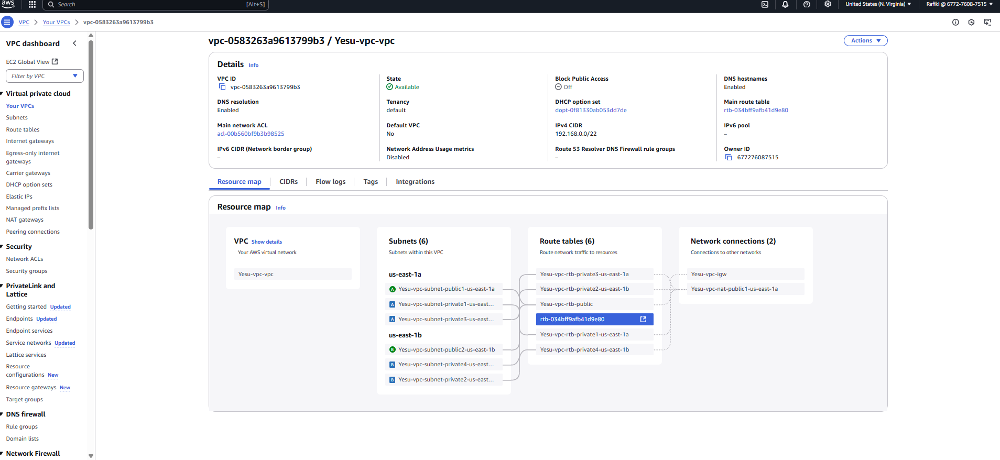 aws
Search
[Alt+S]
United States (N. Virginia)
Rafiki @ 6772-7608-7515
VPC
Your VPCs
vpc-0583263a9613799b3
VPC dashboard
EC2 Global View
Filter by VPC
Virtual private cloud
Your VPCs
Subnets
Route tables
Internet gateways
Egress-only internet
gateways
Carrier gateways
DHCP option sets
Elastic IPs
Managed prefix lists
NAT gateways
Peering connections
Security
Network ACLs
Security groups
PrivateLink and
Lattice
Getting started Updated
Endpoints Updated
Endpoint services
Service networks Updated
Lattice services
Resource
configurations New
Resource gateways New
Target groups
DNS firewall
Rule groups
Domain lists
Network Firewall
vpc-0583263a9613799b3 / Yesu-vpc-vpc
Actions
Details Info
VPC ID
vpc-0583263a9613799b3
State
Available
Block Public Access
Off
DNS hostnames
Enabled
DNS resolution
Enabled
Tenancy
default
DHCP option set
dopt-0f81330ab053dd7de
Main route table
rtb-034bff9afb41d9e80
Main network ACL
acl-00b560bf9b3b98525
Default VPC
No
IPv4 CIDR
192.168.0.0/22
IPv6 pool
–
IPv6 CIDR (Network border group)
–
Network Address Usage metrics
Disabled
Route 53 Resolver DNS Firewall rule groups
–
Owner ID
677276087515
Resource map
CIDRs
Flow logs
Tags
Integrations
Resource map Info
VPC Show details
Your AWS virtual network
Yesu-vpc-vpc
Subnets (6)
Subnets within this VPC
us-east-1a
A Yesu-vpc-subnet-public1-us-east-1a
A Yesu-vpc-subnet-private1-us-east...
A Yesu-vpc-subnet-private3-us-east...
us-east-1b
B Yesu-vpc-subnet-public2-us-east-1b
B Yesu-vpc-subnet-private4-us-east...
B Yesu-vpc-subnet-private2-us-east...
Route tables (6)
Route network traffic to resources
Yesu-vpc-rtb-private3-us-east-1a
Yesu-vpc-rtb-private2-us-east-1b
Yesu-vpc-rtb-public
rtb-034bff9afb41d9e80
Yesu-vpc-rtb-private1-us-east-1a
Yesu-vpc-rtb-private4-us-east-1b
Network connections (2)
Connections to other networks
Yesu-vpc-igw
Yesu-vpc-nat-public1-us-east-1a